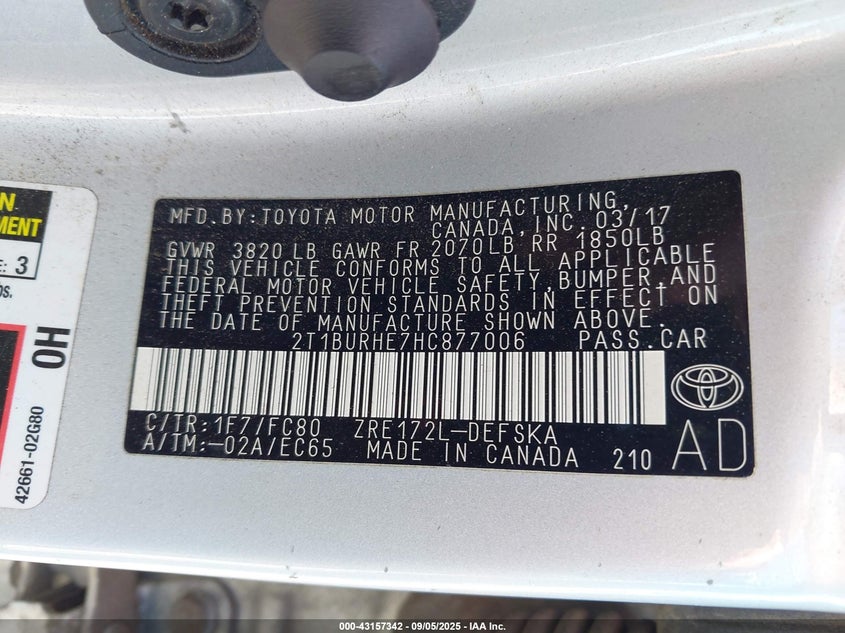 N
MENT
E: 3
OS.
OH
42661-02G80
MFD. BY: TOYOTA MOTOR MANUFACTURING,
CANADA, INC. 03/17
GVWR 3820 LB GAWR FR 2070LB, RR 1850LB
THIS VEHICLE CONFORMS TO ALL APPLICABLE
FEDERAL MOTOR VEHICLE SAFETY, BUMPER, AND
THEFT PREVENTION STANDARDS IN EFFECT ON
THE DATE OF MANUFACTURE SHOWN ABOVE.
2T1BURHE7HC877006 PASS.CAR
C/TR: 1F7/FC80 ZRE172L-DEFSKA
A/TM: -02A/EC65 MADE IN CANADA 210
AD
000-43157342 - 09/05/2025 - IAA Inc.